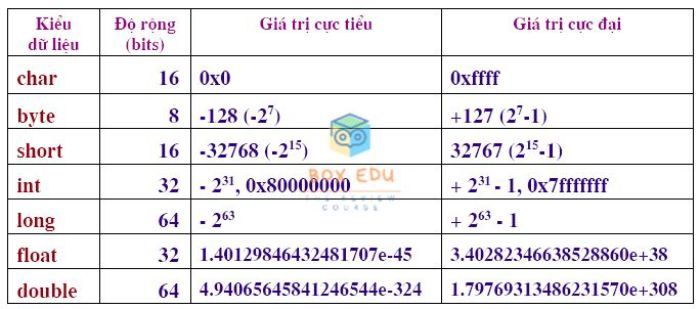 Kiểu dữ liệu | Độ rộng (bits) | Giá trị cực tiểu | Giá trị cực đại
char | 16 | 0x0 | 0xffff
byte | 8 | -128 (-2⁷) | +127 (2⁷-1)
short | 16 | -32768 (-2¹⁵) | 32767 (2¹⁵-1)
int | 32 | - 2³¹, 0x80000000 | + 2³¹ - 1, 0x7fffffff
long | 64 | - 2⁶³ | + 2⁶³ - 1
float | 32 | 1.40129846432481707e-45 | 3.40282346638528860e+38
double | 64 | 4.94065645841246544e-324 | 1.79769313486231570e+308
BOX EDU
THE REVIEW
COURSE